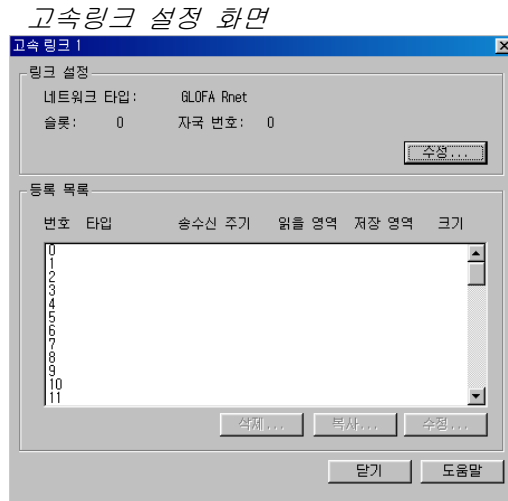 고속링크 설정 화면
고속 링크 1
링크 설정
네트워크 타입: GLOFA Rnet
슬롯: 0 자국 번호: 0
수정...
등록 목록
번호 타입 송수신 주기 읽을 영역 저장 영역 크기
0
1
2
3
4
5
6
7
8
9
10
11
삭제... 복사... 수정...
닫기 도움말